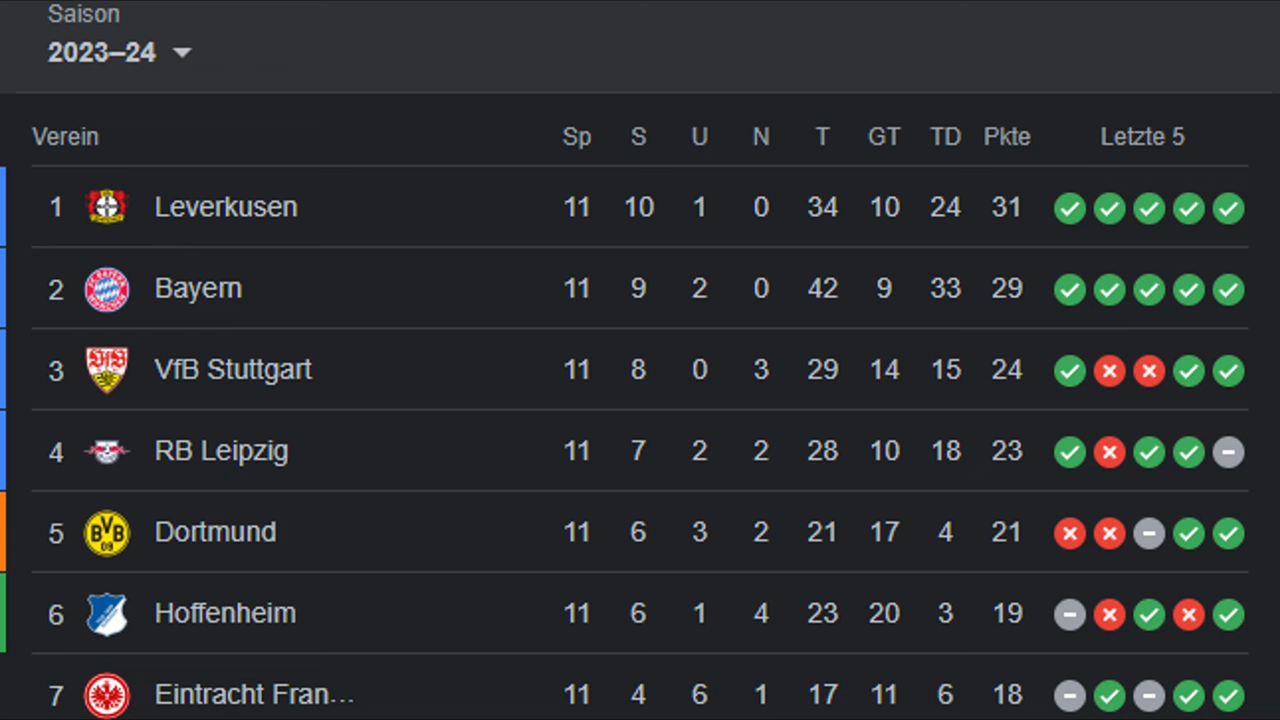 Saison
2023–24
Verein Sp S U N T GT TD Pkte Letzte 5
1 Leverkusen 11 10 1 0 34 10 24 31
2 Bayern 11 9 2 0 42 9 33 29
3 VfB Stuttgart 11 8 0 3 29 14 15 24
4 RB Leipzig 11 7 2 2 28 10 18 23
5 BVB 09 Dortmund 11 6 3 2 21 17 4 21
6 Hoffenheim 11 6 1 4 23 20 3 19
7 Eintracht Fran... 11 4 6 1 17 11 6 18